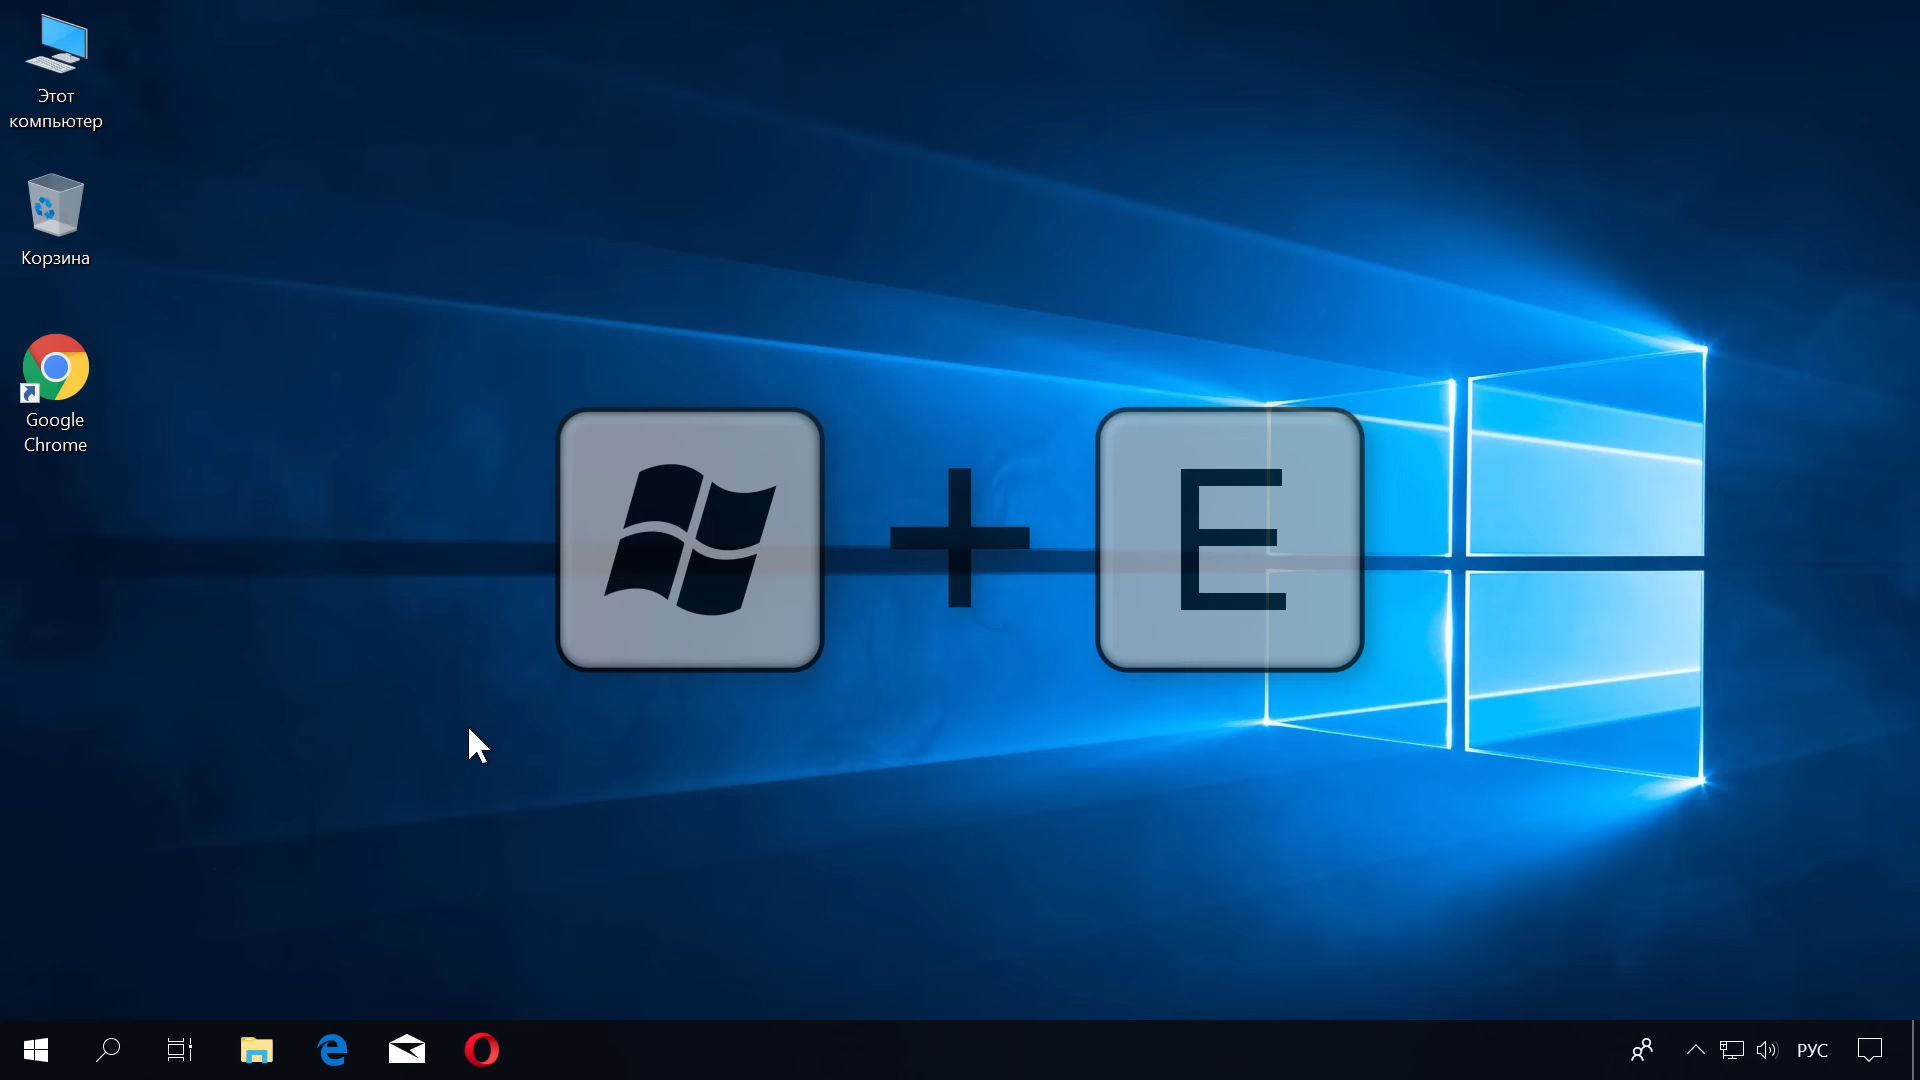 Этот
компьютер
Корзина
Google
Chrome
+ E
РУС